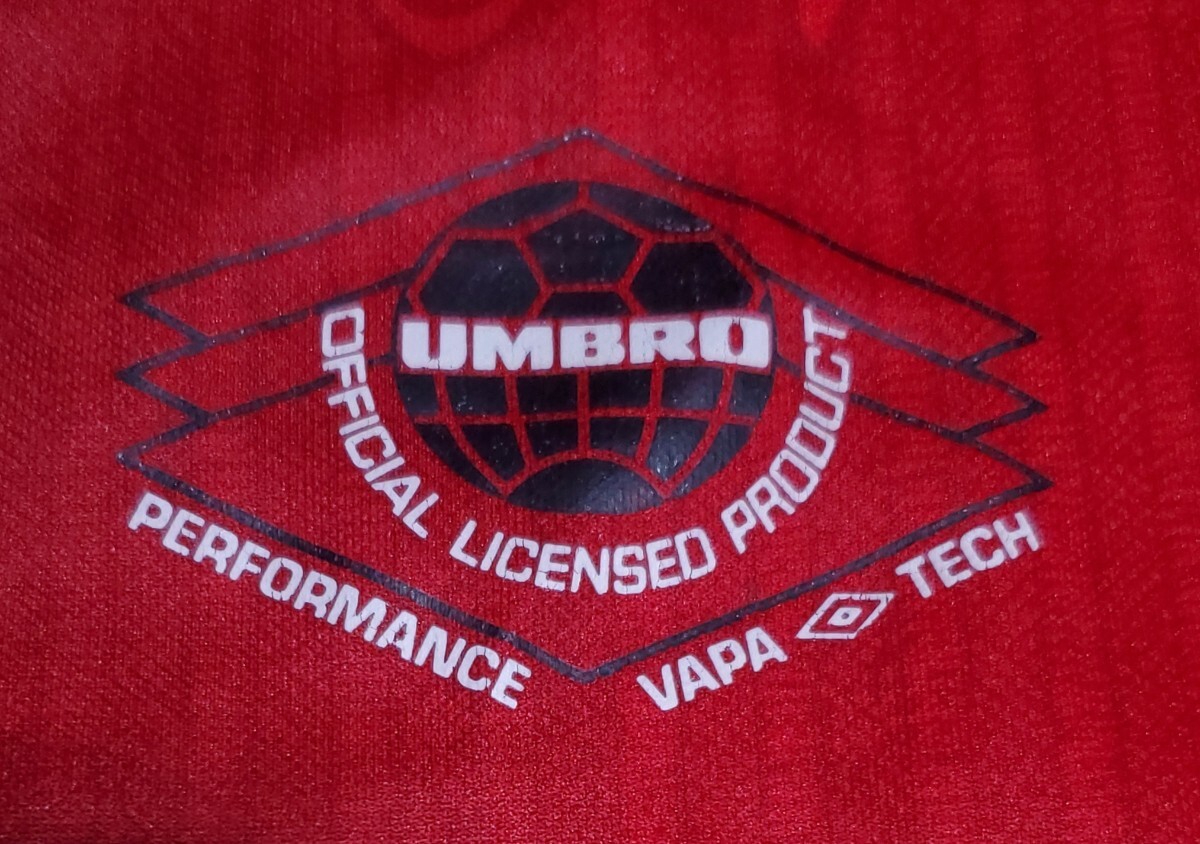 UMBRO
OFFICIAL LICENSED PRODUCT
PERFORMANCE
VAPA TECH